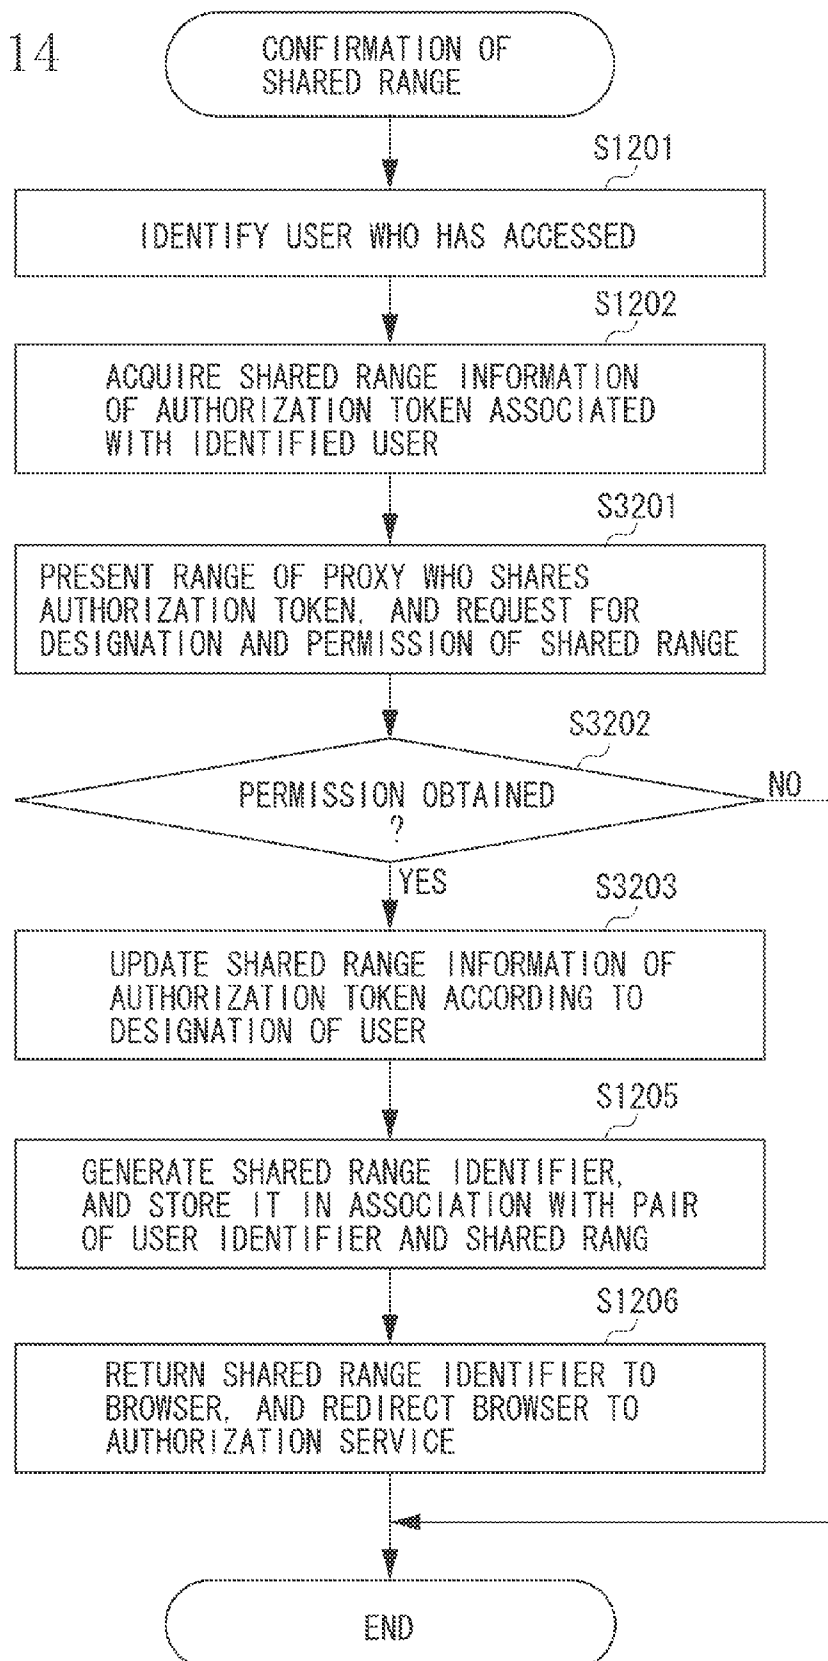 14
CONFIRMATION OF
SHARED RANGE
S1201
IDENTIFY USER WHO HAS ACCESSED
S1202
ACQUIRE SHARED RANGE INFORMATION
OF AUTHORIZATION TOKEN ASSOCIATED
WITH IDENTIFIED USER
S3201
PRESENT RANGE OF PROXY WHO SHARES
AUTHORIZATION TOKEN, AND REQUEST FOR
DESIGNATION AND PERMISSION OF SHARED RANGE
S3202
PERMISSION OBTAINED
?
NO
YES
S3203
UPDATE SHARED RANGE INFORMATION OF
AUTHORIZATION TOKEN ACCORDING TO
DESIGNATION OF USER
S1205
GENERATE SHARED RANGE IDENTIFIER,
AND STORE IT IN ASSOCIATION WITH PAIR
OF USER IDENTIFIER AND SHARED RANG
S1206
RETURN SHARED RANGE IDENTIFIER TO
BROWSER, AND REDIRECT BROWSER TO
AUTHORIZATION SERVICE
END